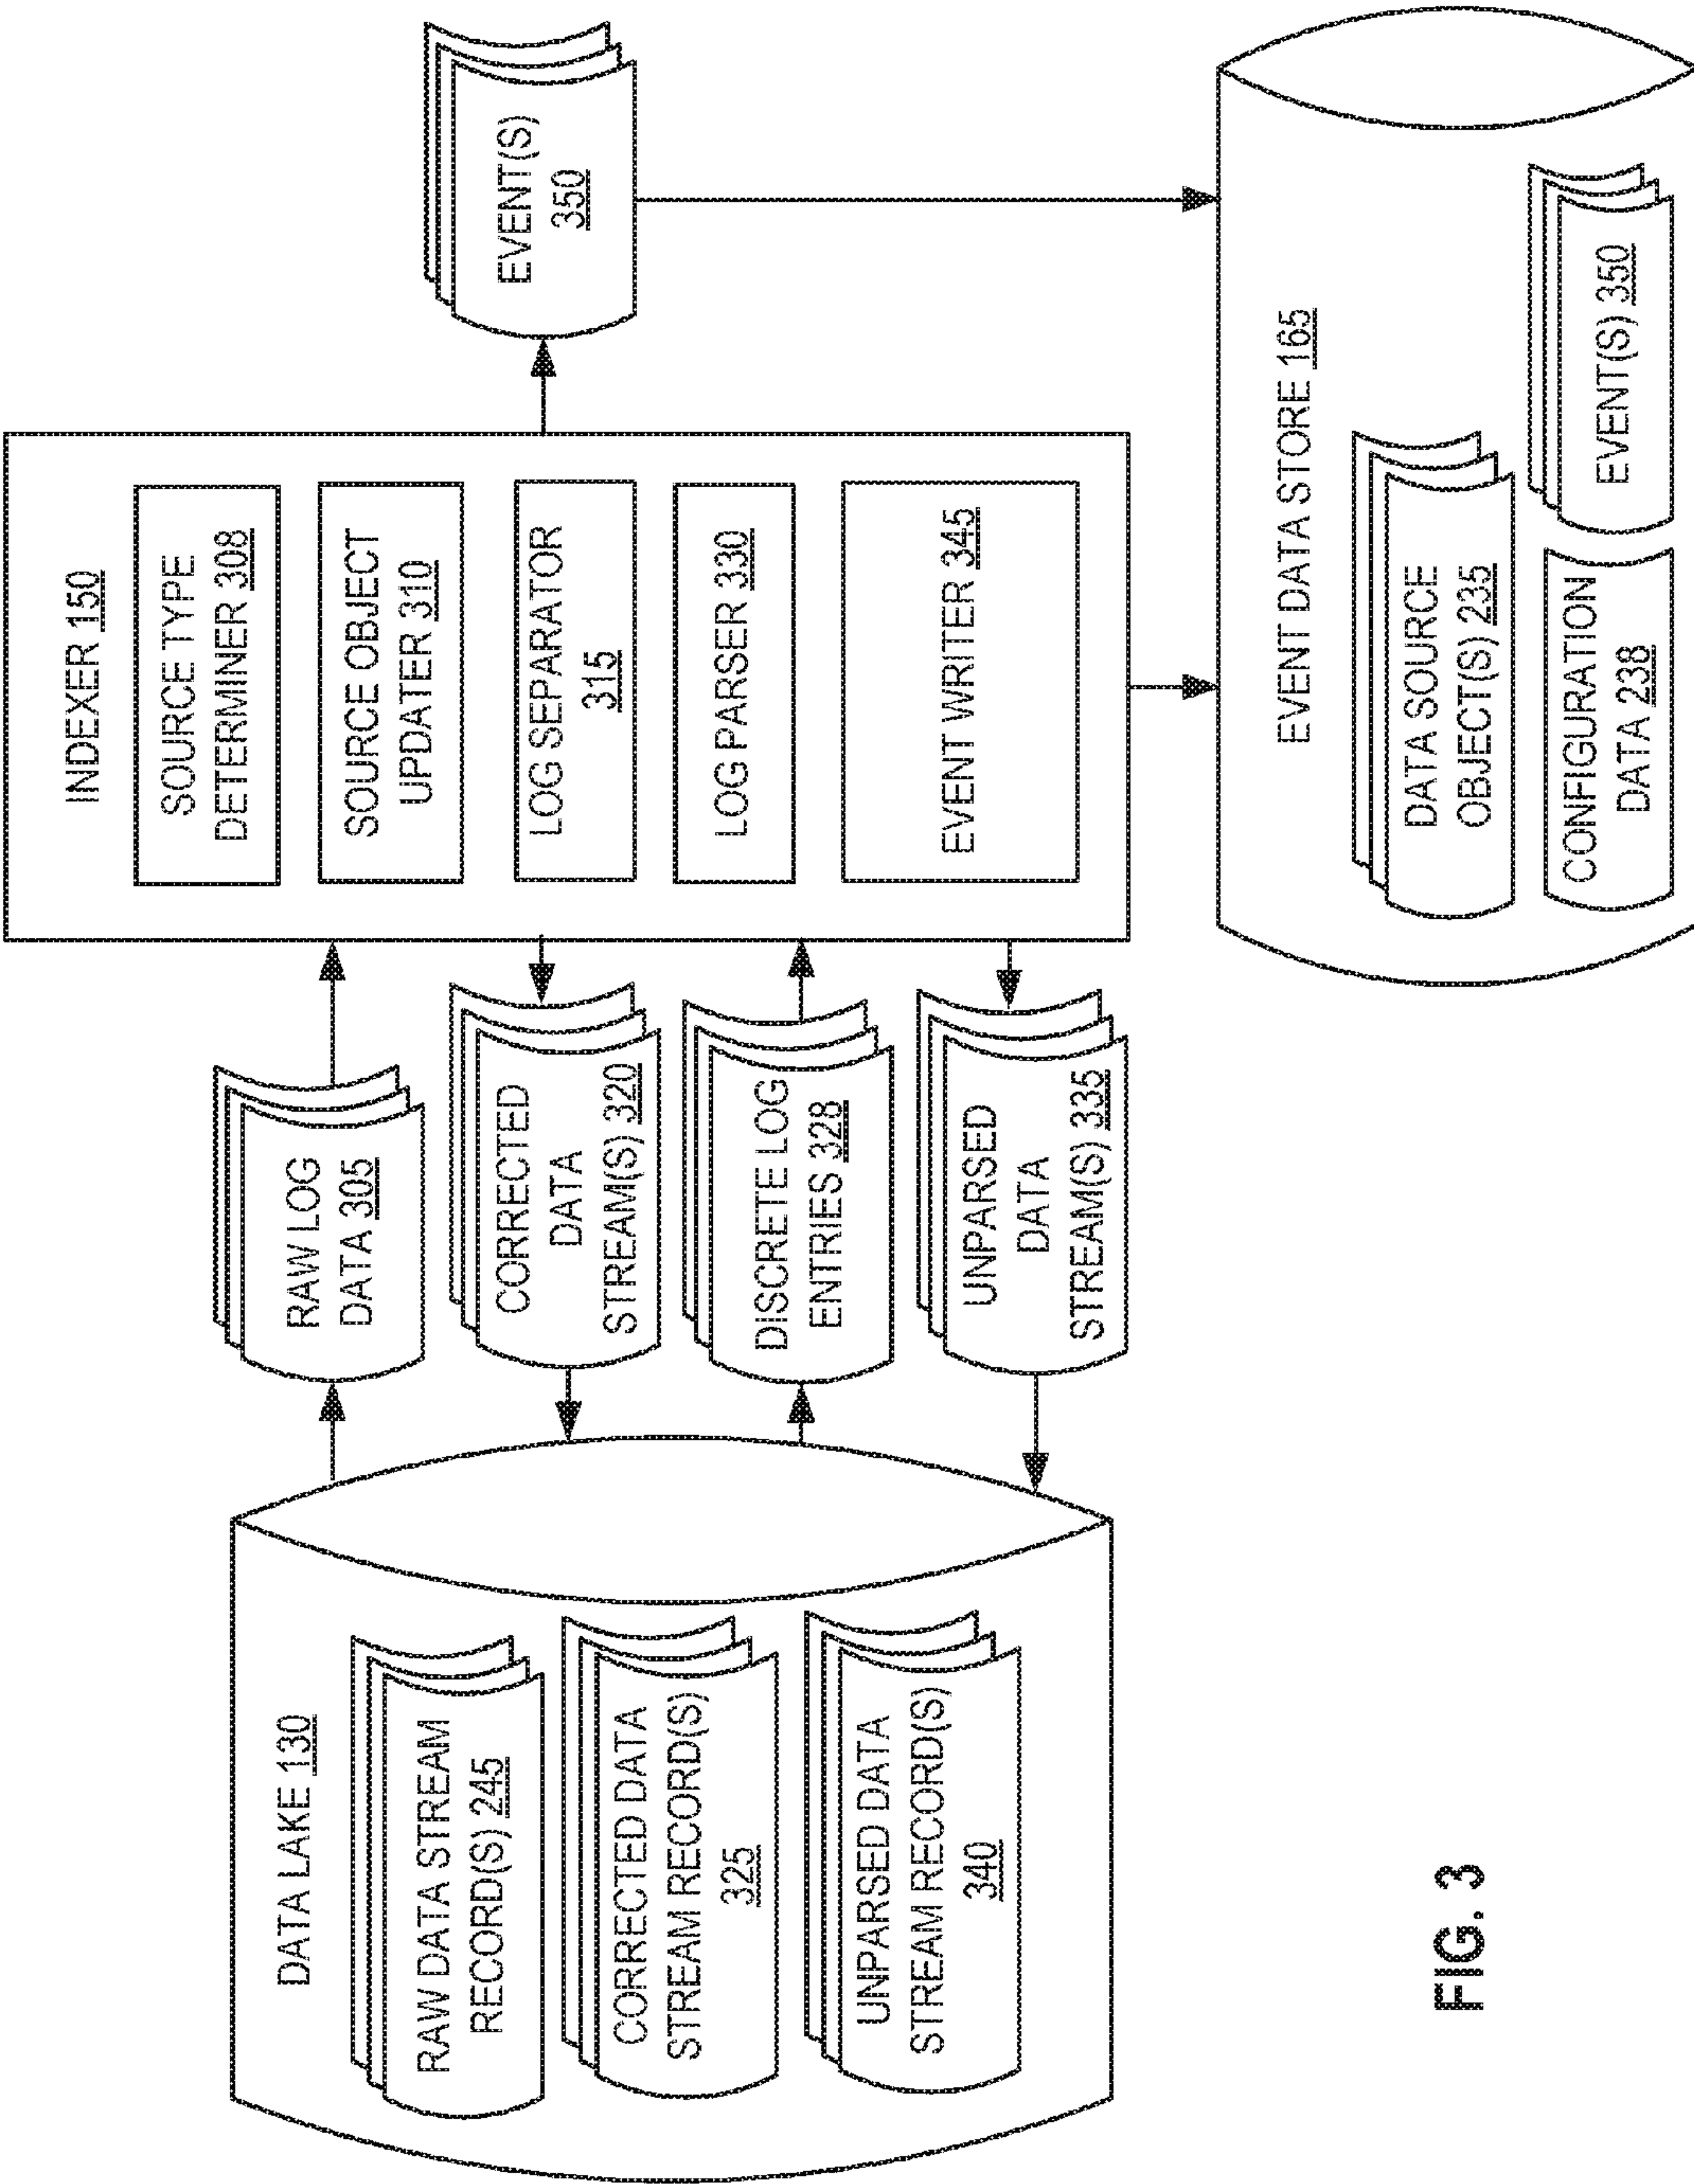 DATA LAKE 130
RAW DATA STREAM
RECORD(S) 245
CORRECTED DATA
STREAM RECORD(S)
325
UNPARSED DATA
STREAM RECORD(S)
340
RAW LOG
DATA 305
CORRECTED
DATA
STREAM(S) 320
DISCRETE LOG
ENTRIES 328
UNPARSED
DATA
STREAM(S) 335
INDEXER 150
SOURCE TYPE
DETERMINER 308
SOURCE OBJECT
UPDATER 310
LOG SEPARATOR
315
LOG PARSER 330
EVENT WRITER 345
EVENT(S)
350
EVENT DATA STORE 165
DATA SOURCE
OBJECT(S) 235
CONFIGURATION
DATA 238
EVENT(S) 350
FIG. 3